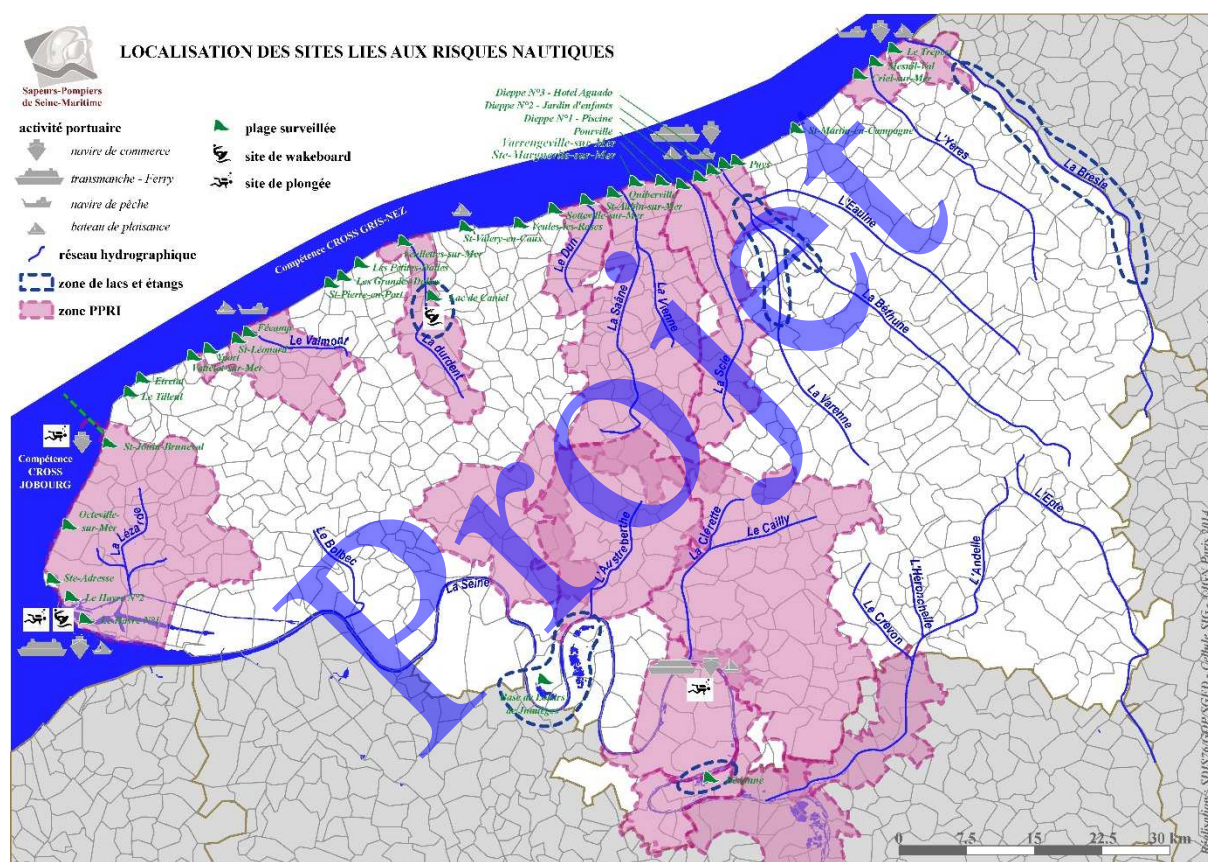 LOCALISATION DES SITES LIES AUX RISQUES NAUTIQUES
Sapeurs-Pompiers
de Seine-Maritime
activité portuaire
navire de commerce
transmanche - Ferry
navire de pêche
bateau de plaisance
réseau hydrographique
zone de lacs et étangs
zone PPRI
plage surveillée
site de wakeboard
site de plongée
Dieppe N°3 - Hotel Aguado
Dieppe N°2 - Jardin d'enfants
Dieppe N°1 - Piscine
Pourville
Varrengeville-sur-Mer
Ste-Marguerite-sur-Mer
Le Tréport
Mesnil-Val
Criel-sur-Mer
St-Martin-en-Campagne
Puys
Quiberville
St-Aubin-sur-Mer
Sotteville-sur-Mer
Veules-les-Roses
St-Valery-en-Caux
Veulettes-sur-Mer
Les Petites-Dalles
Les Grandes-Dalles
St-Pierre-en-Port
Lac de Caniel
Fécamp
St-Léonard
Yport
Vattetot-sur-Mer
Etretat
Le Tilleul
St-Jouin-Bruneval
Octeville-
sur-Mer
Ste-Adresse
Le Havre N°2
Le Havre N°1
Base de Loisirs
de Jumièges
Bédanne
Compétence CROSS GRIS-NEZ
Compétence
CROSS
JOBOURG
L'Yères
La Bresle
L'Eaulne
La Béthune
La Varenne
La Scie
La Vienne
La Saâne
Le Dun
La durdent
Le Valmont
La Lézarde
Le Bolbec
La Seine
L'Austreberthe
La Clérette
Le Cailly
L'Epte
L'Andelle
L'Héronchelle
Le Crevon
Projet
0 7.5 15 22.5 30 km